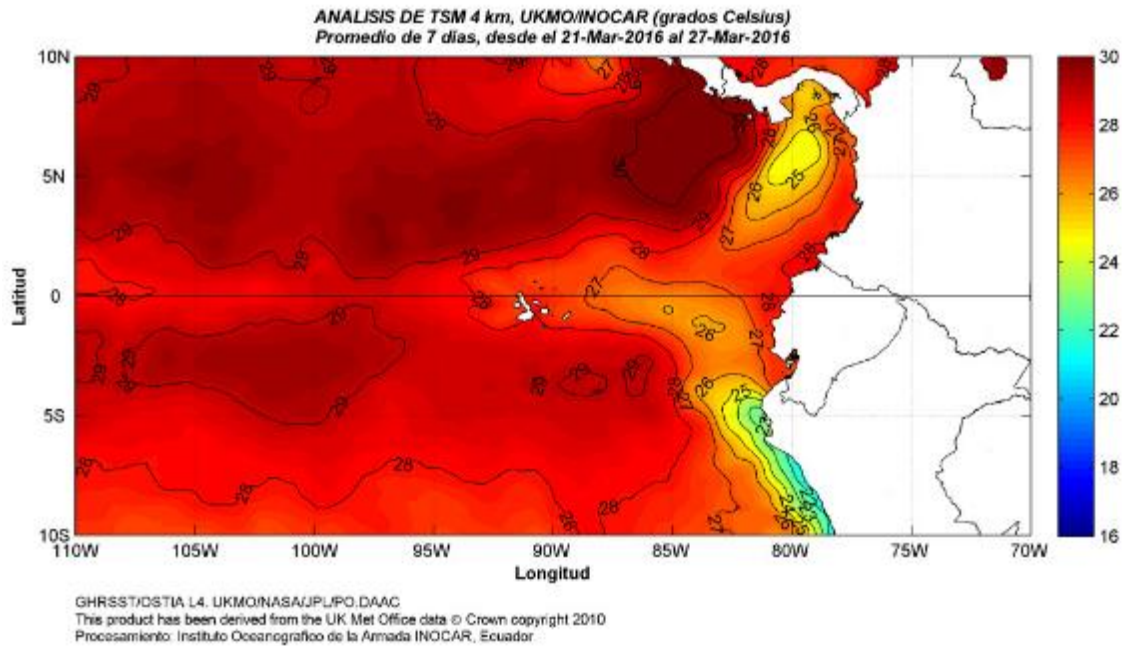 ANALISIS DE TSM 4 km, UKMO/INOCAR (grados Celsius)
Promedio de 7 dias, desde el 21-Mar-2016 al 27-Mar-2016
10N
5N
0
5S
10S
Latitud
110W 105W 100W 95W 90W 85W 80W 75W 70W
Longitud
30
28
26
24
22
20
18
16
GHRSST/OSTIA L4. UKMO/NASA/JPL/PO.DAAC
This product has been derived from the UK Met Office data © Crown copyright 2010
Procesamiento: Instituto Oceanografico de la Armada INOCAR, Ecuador